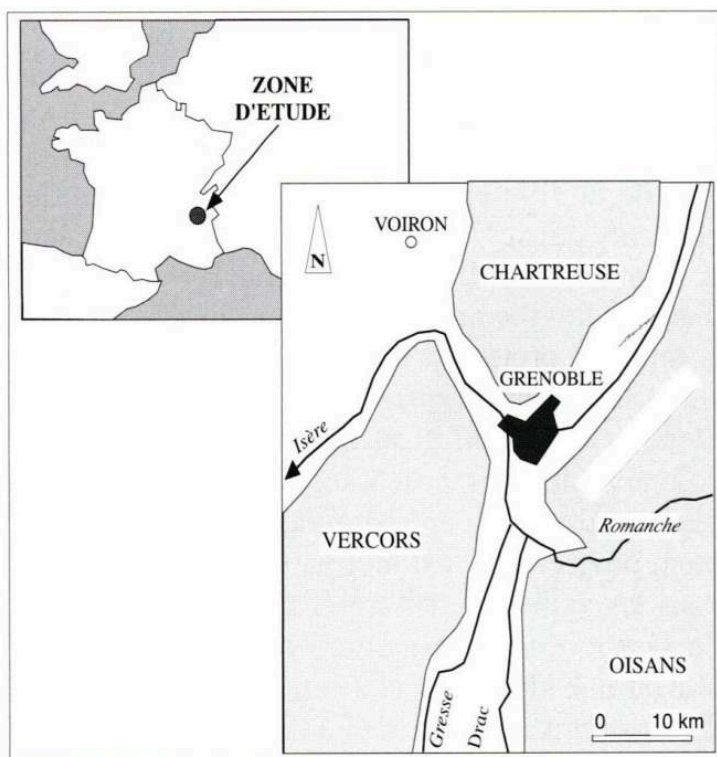 ZONE
D'ETUDE
N
VOIRON
CHARTREUSE
GRENOBLE
Isère
VERCORS
Romanche
OISANS
Gresse
Drac
0 10 km